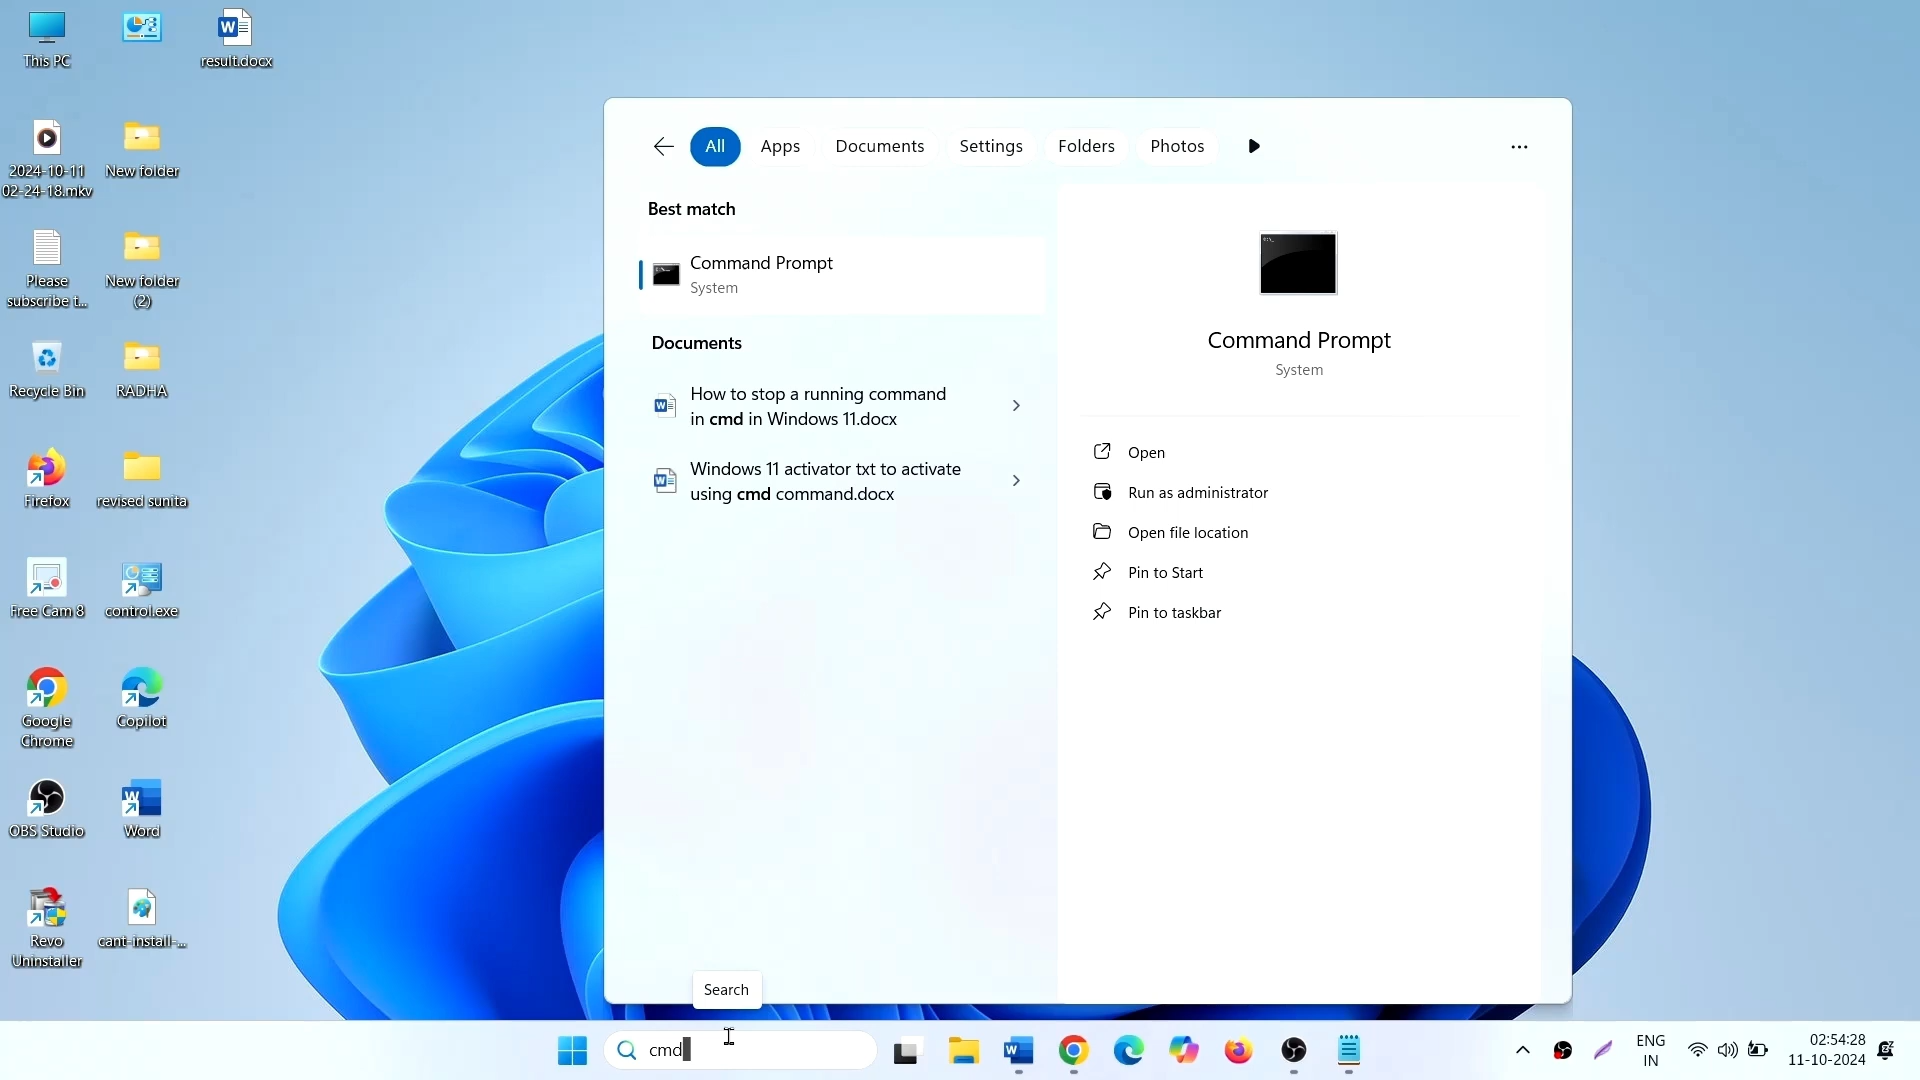 This PC
result.docx
2024-10-11
02-24-18.mkv
New folder
Please
subscribe t...
New folder
(2)
Recycle Bin
RADHA
Firefox
revised sunita
Free Cam 8
control.exe
Google
Chrome
Copilot
OBS Studio
Word
Revo
Uninstaller
cant-install-...
All
Apps
Documents
Settings
Folders
Photos
Best match
Command Prompt
System
Documents
How to stop a running command
in cmd in Windows 11.docx
Windows 11 activator txt to activate
using cmd command.docx
Command Prompt
System
Open
Run as administrator
Open file location
Pin to Start
Pin to taskbar
Search
cmd
ENG
IN
02:54:28
11-10-2024